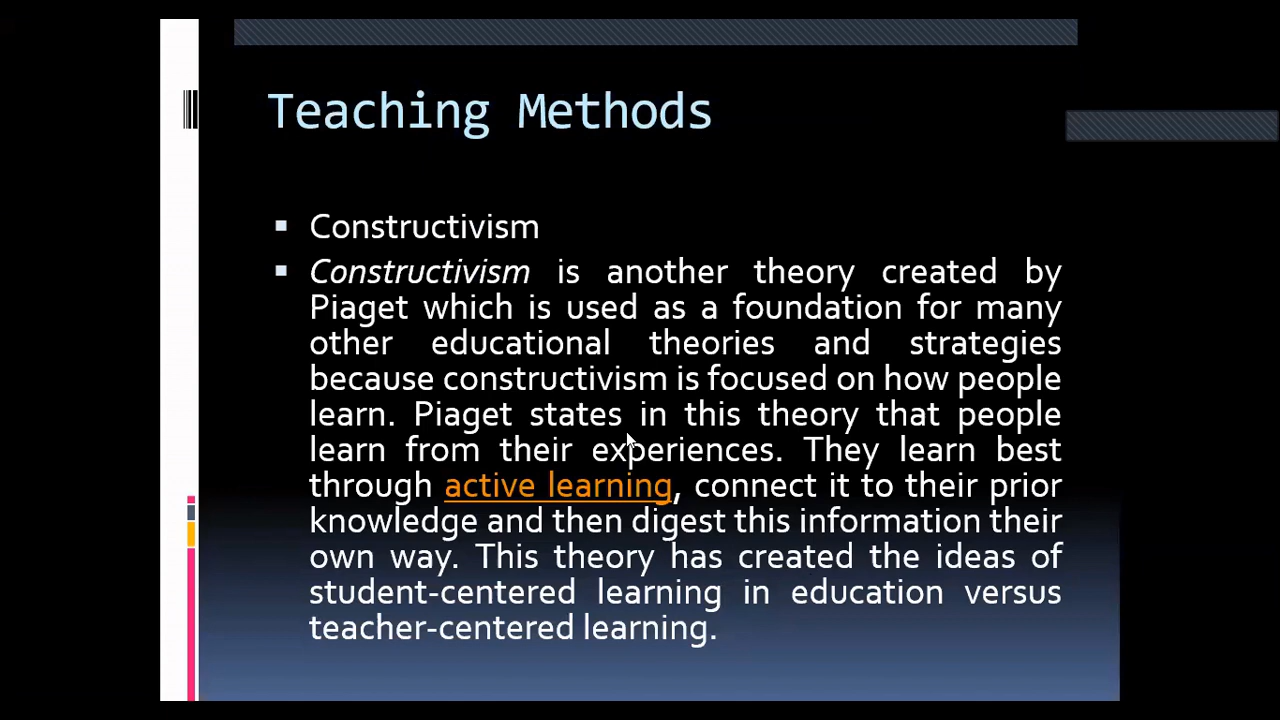 Teaching Methods
Constructivism
Constructivism is another theory created by
Piaget which is used as a foundation for many
other educational theories and strategies
because constructivism is focused on how people
learn. Piaget states in this theory that people
learn from their experiences. They learn best
through active learning, connect it to their prior
knowledge and then digest this information their
own way. This theory has created the ideas of
student-centered learning in education versus
teacher-centered learning.